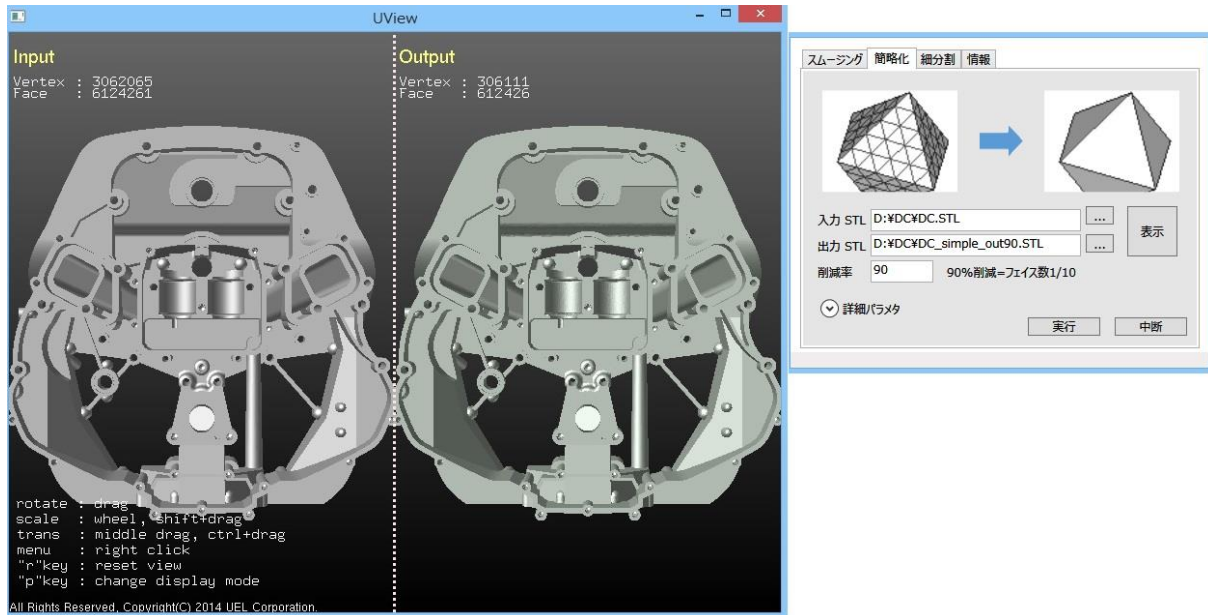 UView
Input
Vertex : 3062065
Face : 6124261
Output
Vertex : 306111
Face : 612426
rotate : drag
scale : wheel, shift+drag
trans : middle drag, ctrl+drag
menu : right click
"r"key : reset view
"p"key : change display mode
All Rights Reserved, Copyright(C) 2014 UEL Corporation.
スムージング 簡略化 細分割 情報
入力 STL D:¥DC¥DC.STL ...
出力 STL D:¥DC¥DC_simple_out90.STL ...
表示
削減率 90 90%削減=フェイス数1/10
詳細パラメタ
実行 中断